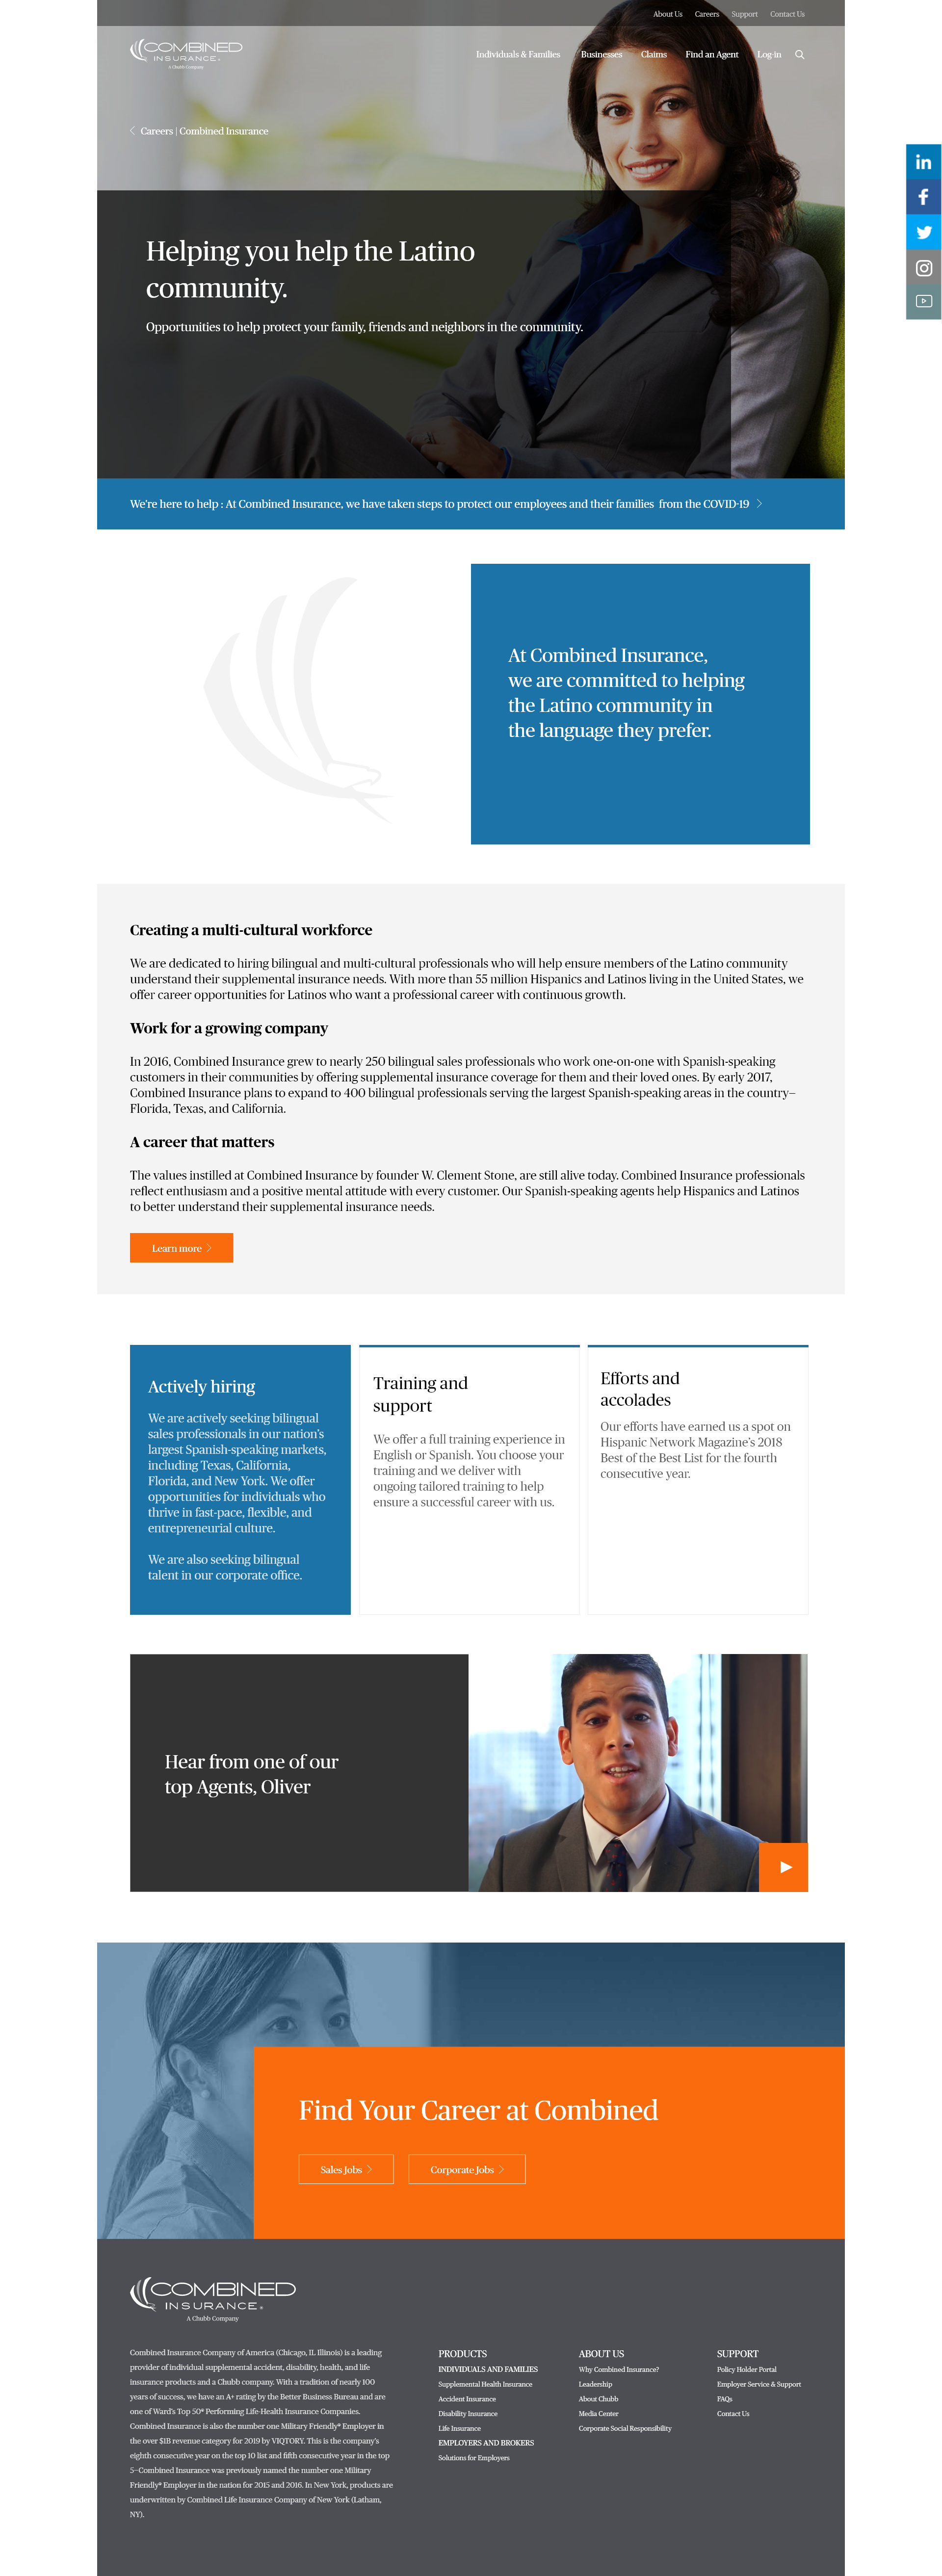 About Us Careers Support Contact Us
COMBINED
INSURANCE®
A Chubb Company
Individuals & Families Businesses Claims Find an Agent Log-in
Careers | Combined Insurance
Helping you help the Latino
community.
Opportunities to help protect your family, friends and neighbors in the community.
We're here to help : At Combined Insurance, we have taken steps to protect our employees and their families from the COVID-19
At Combined Insurance,
we are committed to helping
the Latino community in
the language they prefer.
Creating a multi-cultural workforce
We are dedicated to hiring bilingual and multi-cultural professionals who will help ensure members of the Latino community
understand their supplemental insurance needs. With more than 55 million Hispanics and Latinos living in the United States, we
offer career opportunities for Latinos who want a professional career with continuous growth.
Work for a growing company
In 2016, Combined Insurance grew to nearly 250 bilingual sales professionals who work one-on-one with Spanish-speaking
customers in their communities by offering supplemental insurance coverage for them and their loved ones. By early 2017,
Combined Insurance plans to expand to 400 bilingual professionals serving the largest Spanish-speaking areas in the country—
Florida, Texas, and California.
A career that matters
The values instilled at Combined Insurance by founder W. Clement Stone, are still alive today. Combined Insurance professionals
reflect enthusiasm and a positive mental attitude with every customer. Our Spanish-speaking agents help Hispanics and Latinos
to better understand their supplemental insurance needs.
Learn more
Actively hiring
We are actively seeking bilingual
sales professionals in our nation's
largest Spanish-speaking markets,
including Texas, California,
Florida, and New York. We offer
opportunities for individuals who
thrive in fast-pace, flexible, and
entrepreneurial culture.
We are also seeking bilingual
talent in our corporate office.
Training and
support
We offer a full training experience in
English or Spanish. You choose your
training and we deliver with
ongoing tailored training to help
ensure a successful career with us.
Efforts and
accolades
Our efforts have earned us a spot on
Hispanic Network Magazine's 2018
Best of the Best List for the fourth
consecutive year.
Hear from one of our
top Agents, Oliver
Find Your Career at Combined
Sales Jobs Corporate Jobs
COMBINED
INSURANCE®
A Chubb Company
Combined Insurance Company of America (Chicago, IL Illinois) is a leading
provider of individual supplemental accident, disability, health, and life
insurance products and a Chubb company. With a tradition of nearly 100
years of success, we have an A+ rating by the Better Business Bureau and are
one of Ward's Top 50® Performing Life-Health Insurance Companies.
Combined Insurance is also the number one Military Friendly® Employer in
the over $1B revenue category for 2019 by VIQTORY. This is the company's
eighth consecutive year on the top 10 list and fifth consecutive year in the top
5—Combined Insurance was previously named the number one Military
Friendly® Employer in the nation for 2015 and 2016. In New York, products are
underwritten by Combined Life Insurance Company of New York (Latham,
NY).
PRODUCTS
INDIVIDUALS AND FAMILIES
Supplemental Health Insurance
Accident Insurance
Disability Insurance
Life Insurance
EMPLOYERS AND BROKERS
Solutions for Employers
ABOUT US
Why Combined Insurance?
Leadership
About Chubb
Media Center
Corporate Social Responsibility
SUPPORT
Policy Holder Portal
Employer Service & Support
FAQs
Contact Us